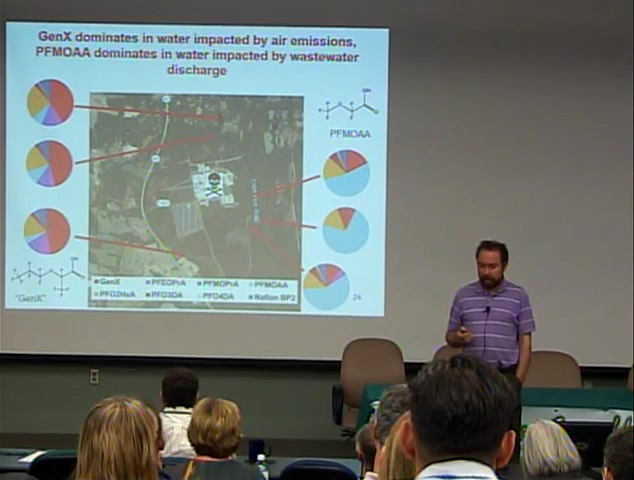 GenX dominates in water impacted by air emissions,
PFMOAA dominates in water impacted by wastewater
discharge
OH
F
O
PFMOAA
GenX PFEOPrA PFMOPrA PFMOAA
PFO2HxA PFO3OA PFO4DA Nafion BP2
"GenX"
24